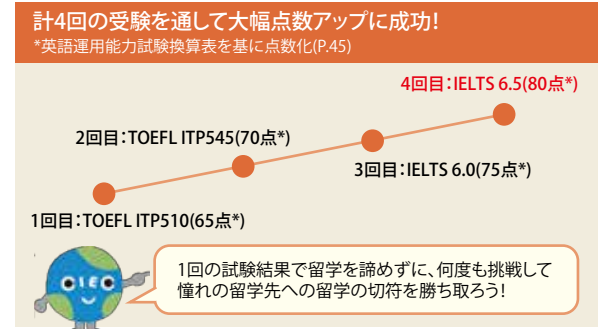 計4回の受験を通して大幅点数アップに成功!
*英語運用能力試験換算表を基に点数化(P.45)
4回目:IELTS 6.5(80点*)
2回目:TOEFL ITP545(70点*)
3回目:IELTS 6.0(75点*)
1回目:TOEFL ITP510(65点*)
OIEC
1回の試験結果で留学を諦めずに、何度も挑戦して
憧れの留学先への留学の切符を勝ち取ろう!